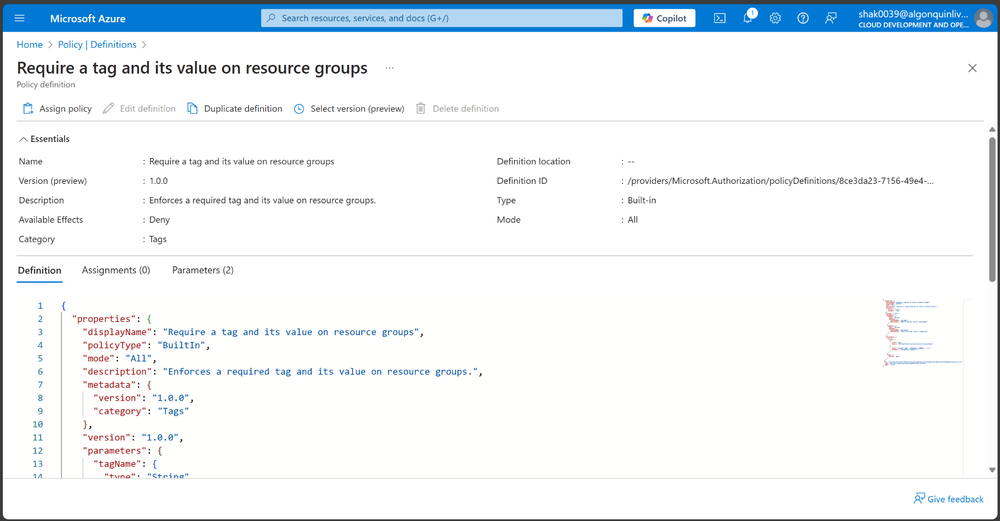 Microsoft Azure
Search resources, services, and docs (G+/)
Copilot
1
shak0039@algonquinliv...
CLOUD DEVELOPMENT AND OPE...
Home > Policy | Definitions >
Require a tag and its value on resource groups ...
Policy definition
Assign policy Edit definition Duplicate definition Select version (preview) Delete definition
Essentials
Name : Require a tag and its value on resource groups
Definition location : --
Version (preview) : 1.0.0
Definition ID : /providers/Microsoft.Authorization/policyDefinitions/8ce3da23-7156-49e4-...
Description : Enforces a required tag and its value on resource groups.
Type : Built-in
Available Effects : Deny
Mode : All
Category : Tags
Definition Assignments (0) Parameters (2)
1 {
2 "properties": {
3 "displayName": "Require a tag and its value on resource groups",
4 "policyType": "BuiltIn",
5 "mode": "All",
6 "description": "Enforces a required tag and its value on resource groups.",
7 "metadata": {
8 "version": "1.0.0",
9 "category": "Tags"
10 },
11 "version": "1.0.0",
12 "parameters": {
13 "tagName": {
14 "type": "String"
Give feedback